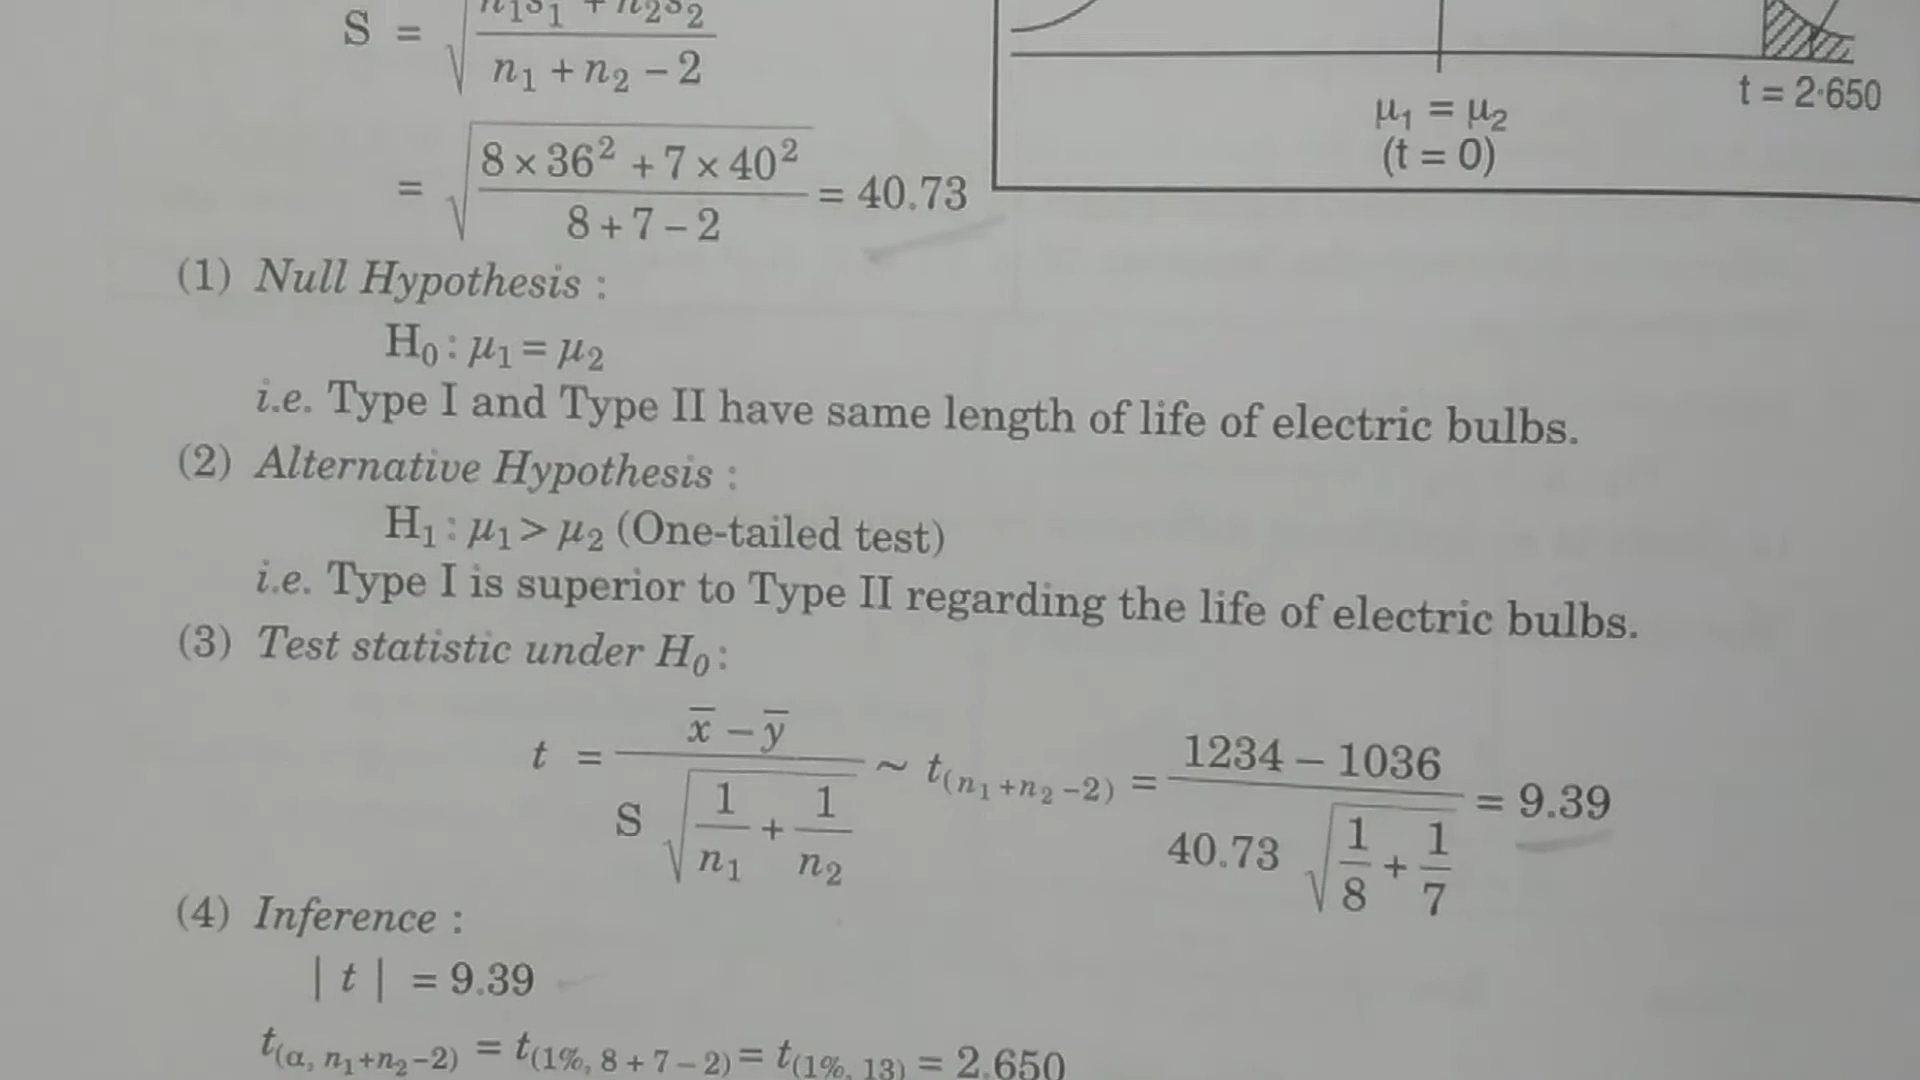 S = √ n₁s₁ + n₂s₂ / n₁ + n₂ − 2
= √ 8 × 36² + 7 × 40² / 8 + 7 − 2 = 40.73
t = 2·650
μ₁ = μ₂
(t = 0)
(1) Null Hypothesis :
H₀ : μ₁ = μ₂
i.e. Type I and Type II have same length of life of electric bulbs.
(2) Alternative Hypothesis :
H₁ : μ₁ > μ₂ (One-tailed test)
i.e. Type I is superior to Type II regarding the life of electric bulbs.
(3) Test statistic under H₀ :
t = x̄ − ȳ / S √ 1/n₁ + 1/n₂ ~ t(n₁ + n₂ − 2) = 1234 − 1036 / 40.73 √ 1/8 + 1/7 = 9.39
(4) Inference :
| t | = 9.39
t(α, n₁+n₂−2) = t(1%, 8 + 7 − 2) = t(1%, 13) = 2.650